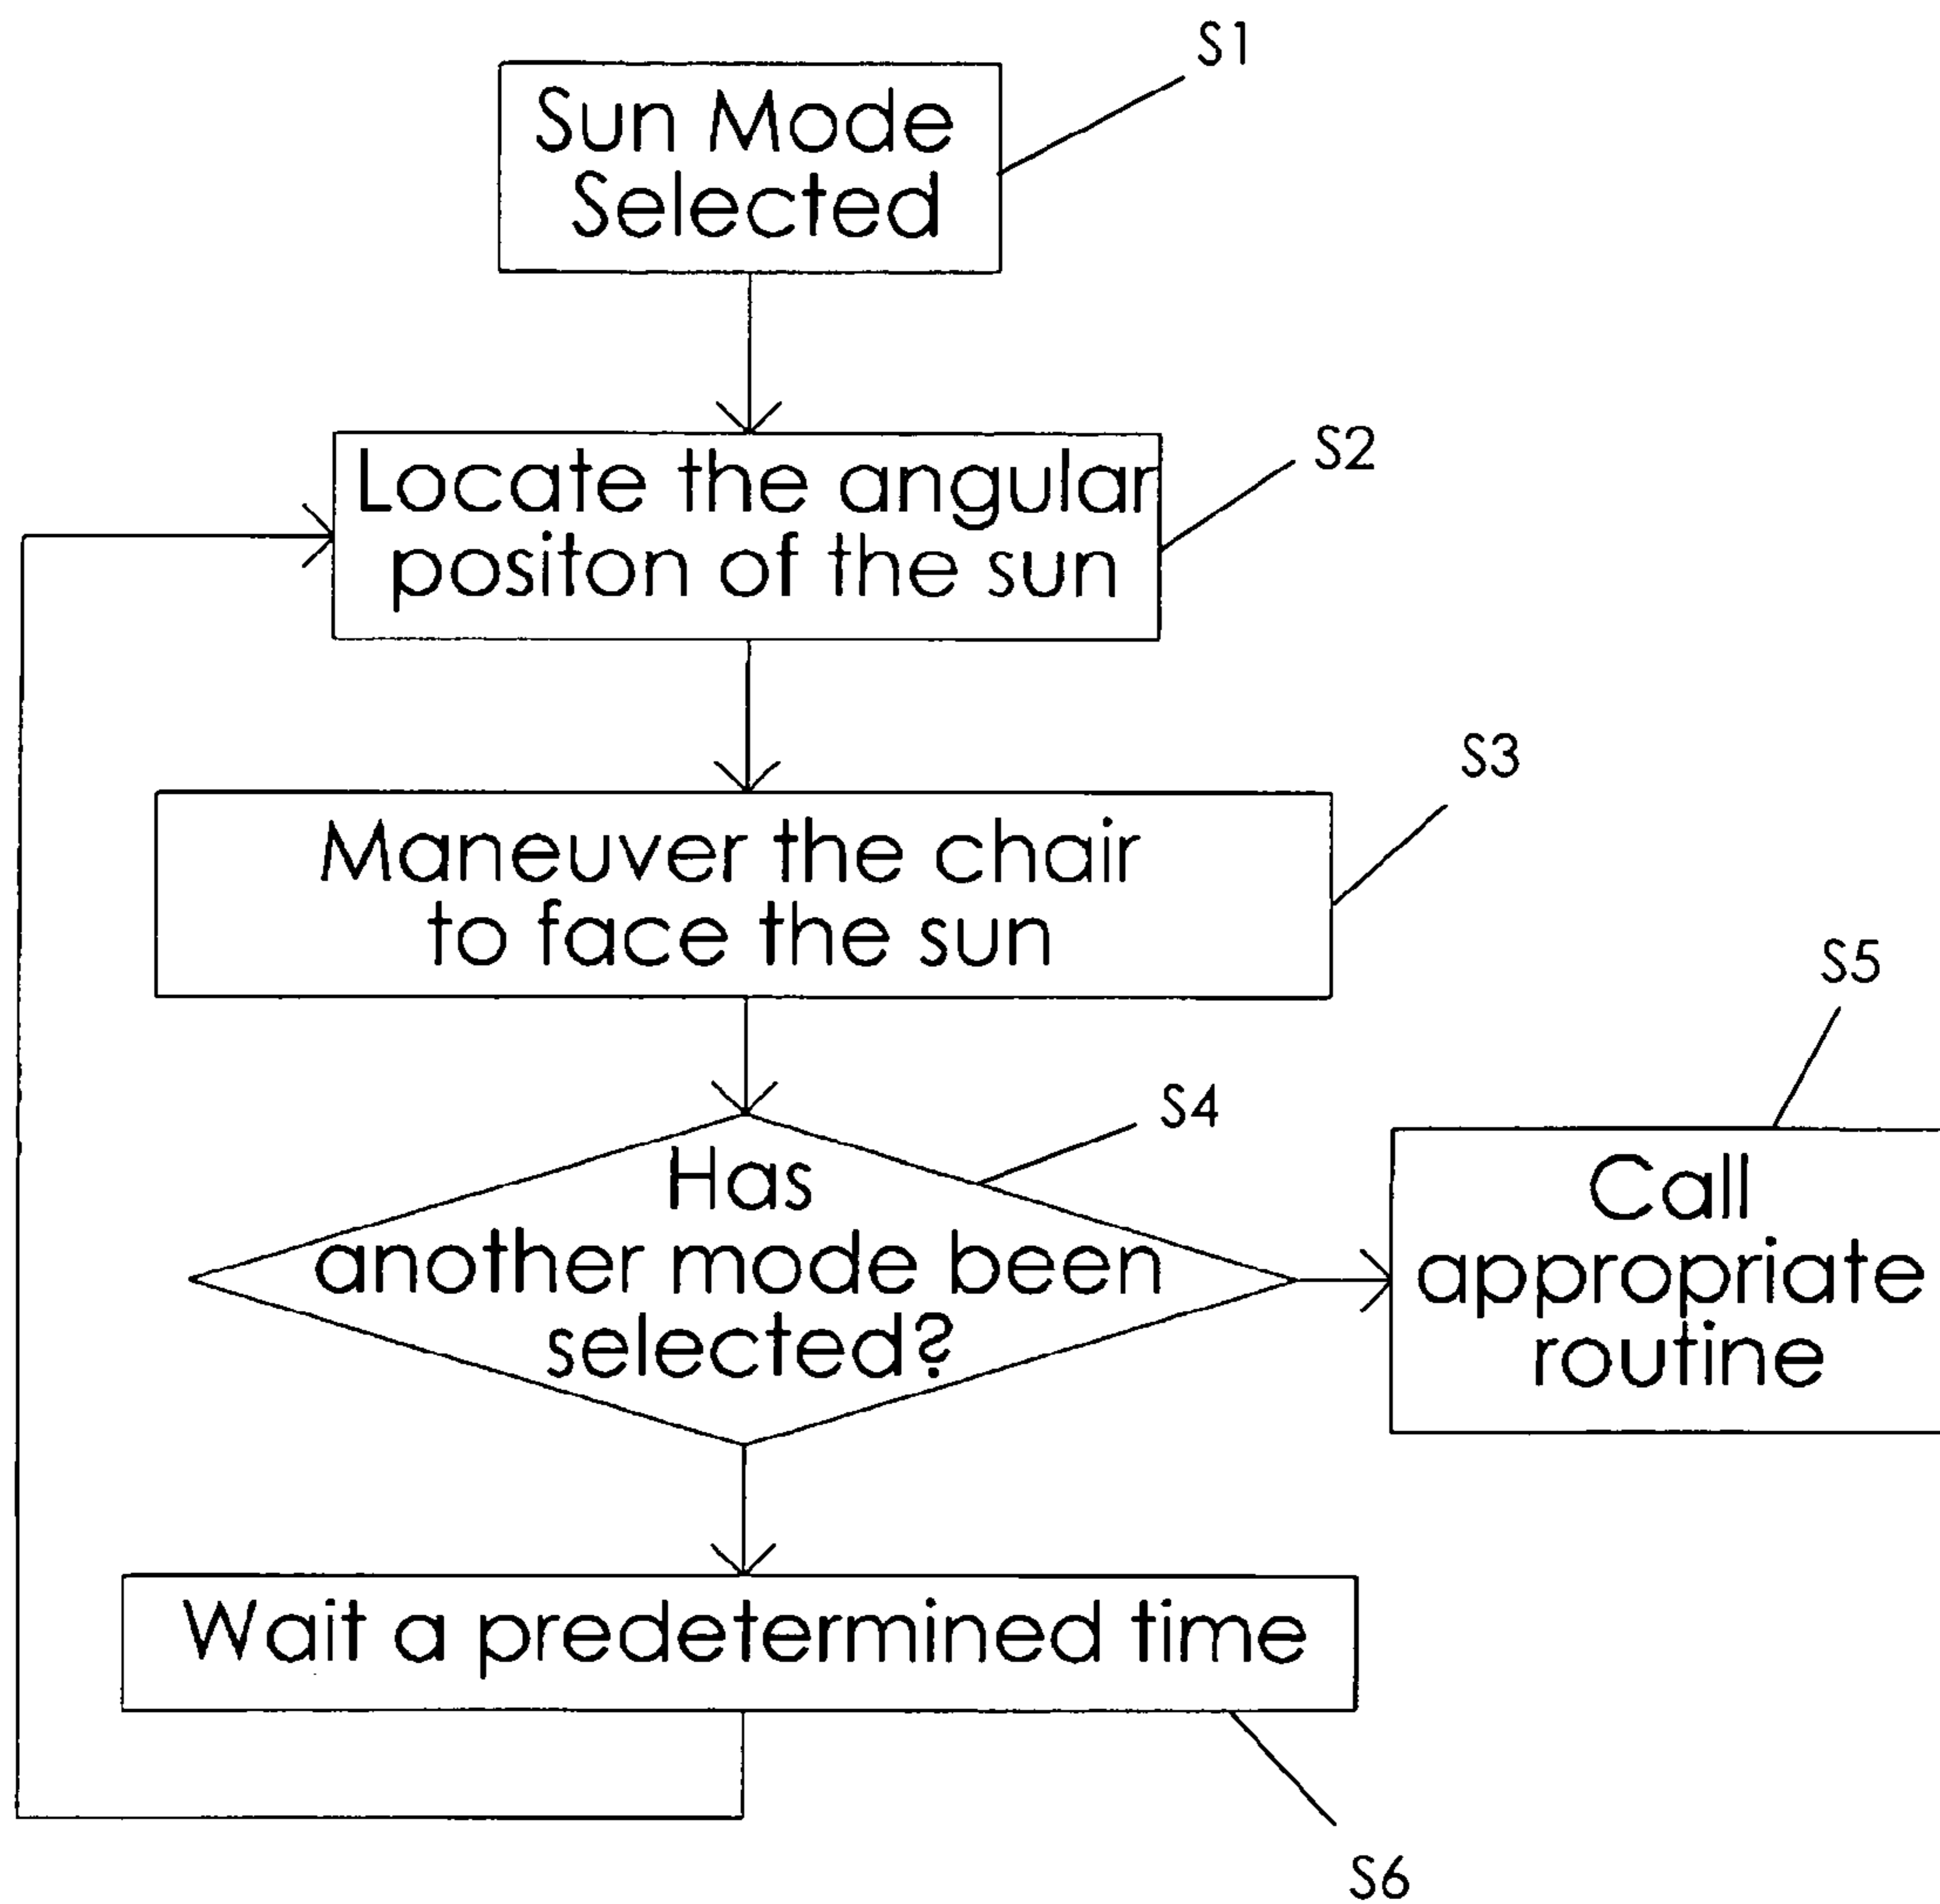 S1
Sun Mode
Selected
S2
Locate the angular
positon of the sun
S3
Maneuver the chair
to face the sun
S4
Has
another mode been
selected?
S5
Call
appropriate
routine
Wait a predetermined time
S6